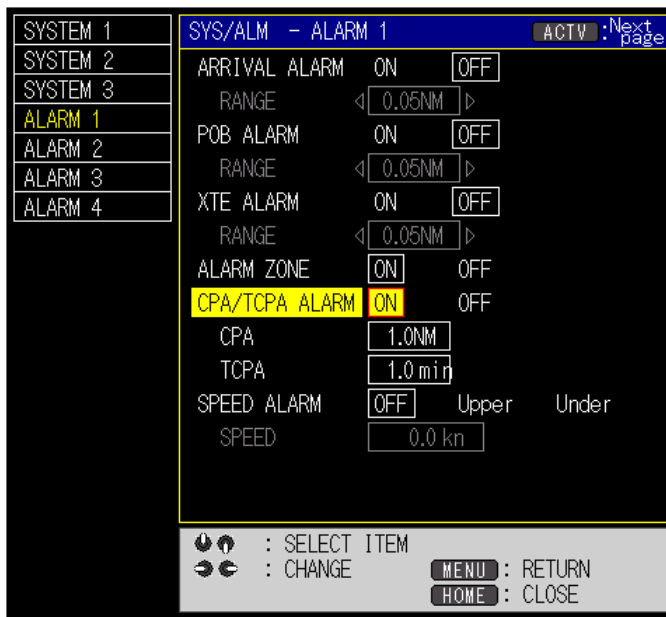 SYSTEM 1
SYSTEM 2
SYSTEM 3
ALARM 1
ALARM 2
ALARM 3
ALARM 4
SYS/ALM - ALARM 1 ACTV :Next page
ARRIVAL ALARM ON OFF
RANGE 0.05NM
POB ALARM ON OFF
RANGE 0.05NM
XTE ALARM ON OFF
RANGE 0.05NM
ALARM ZONE ON OFF
CPA/TCPA ALARM ON OFF
CPA 1.0NM
TCPA 1.0 min
SPEED ALARM OFF Upper Under
SPEED 0.0 kn
: SELECT ITEM
: CHANGE MENU : RETURN
HOME : CLOSE